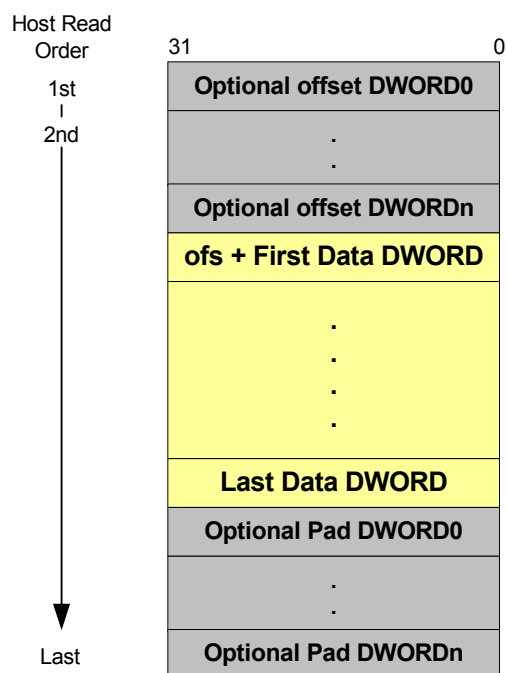 Host Read
Order
31
0
1st
Optional offset DWORD0
2nd
.
.
Optional offset DWORDn
ofs + First Data DWORD
.
.
.
.
Last Data DWORD
Optional Pad DWORD0
.
.
Last
Optional Pad DWORDn